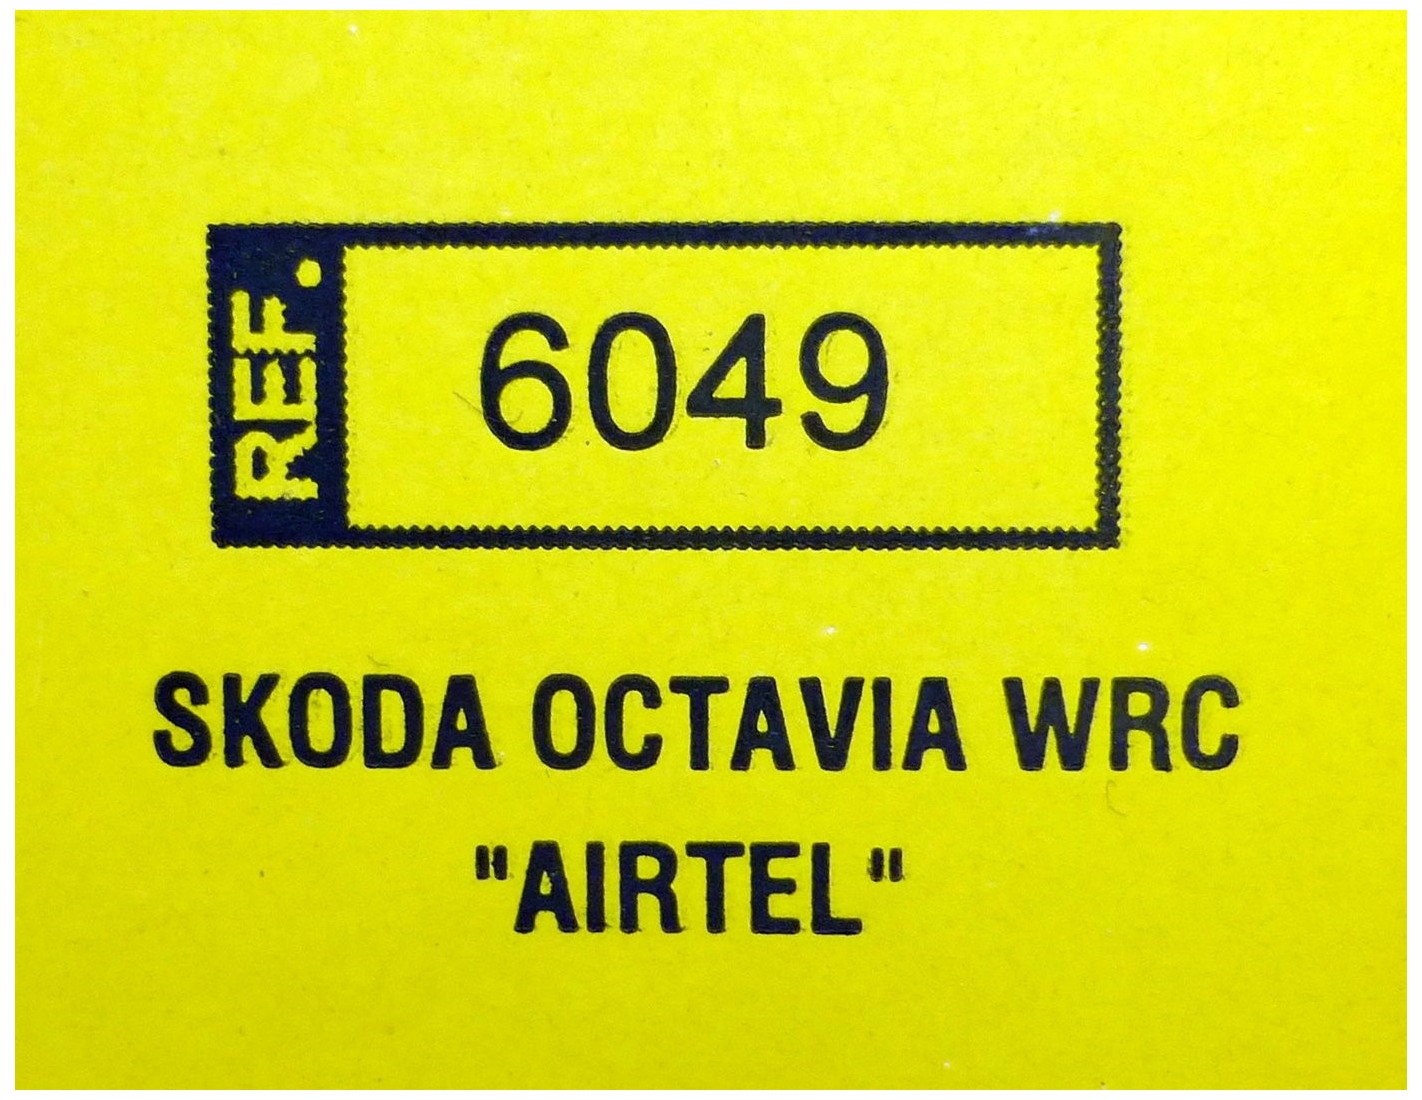 REF. 6049
SKODA OCTAVIA WRC
"AIRTEL"